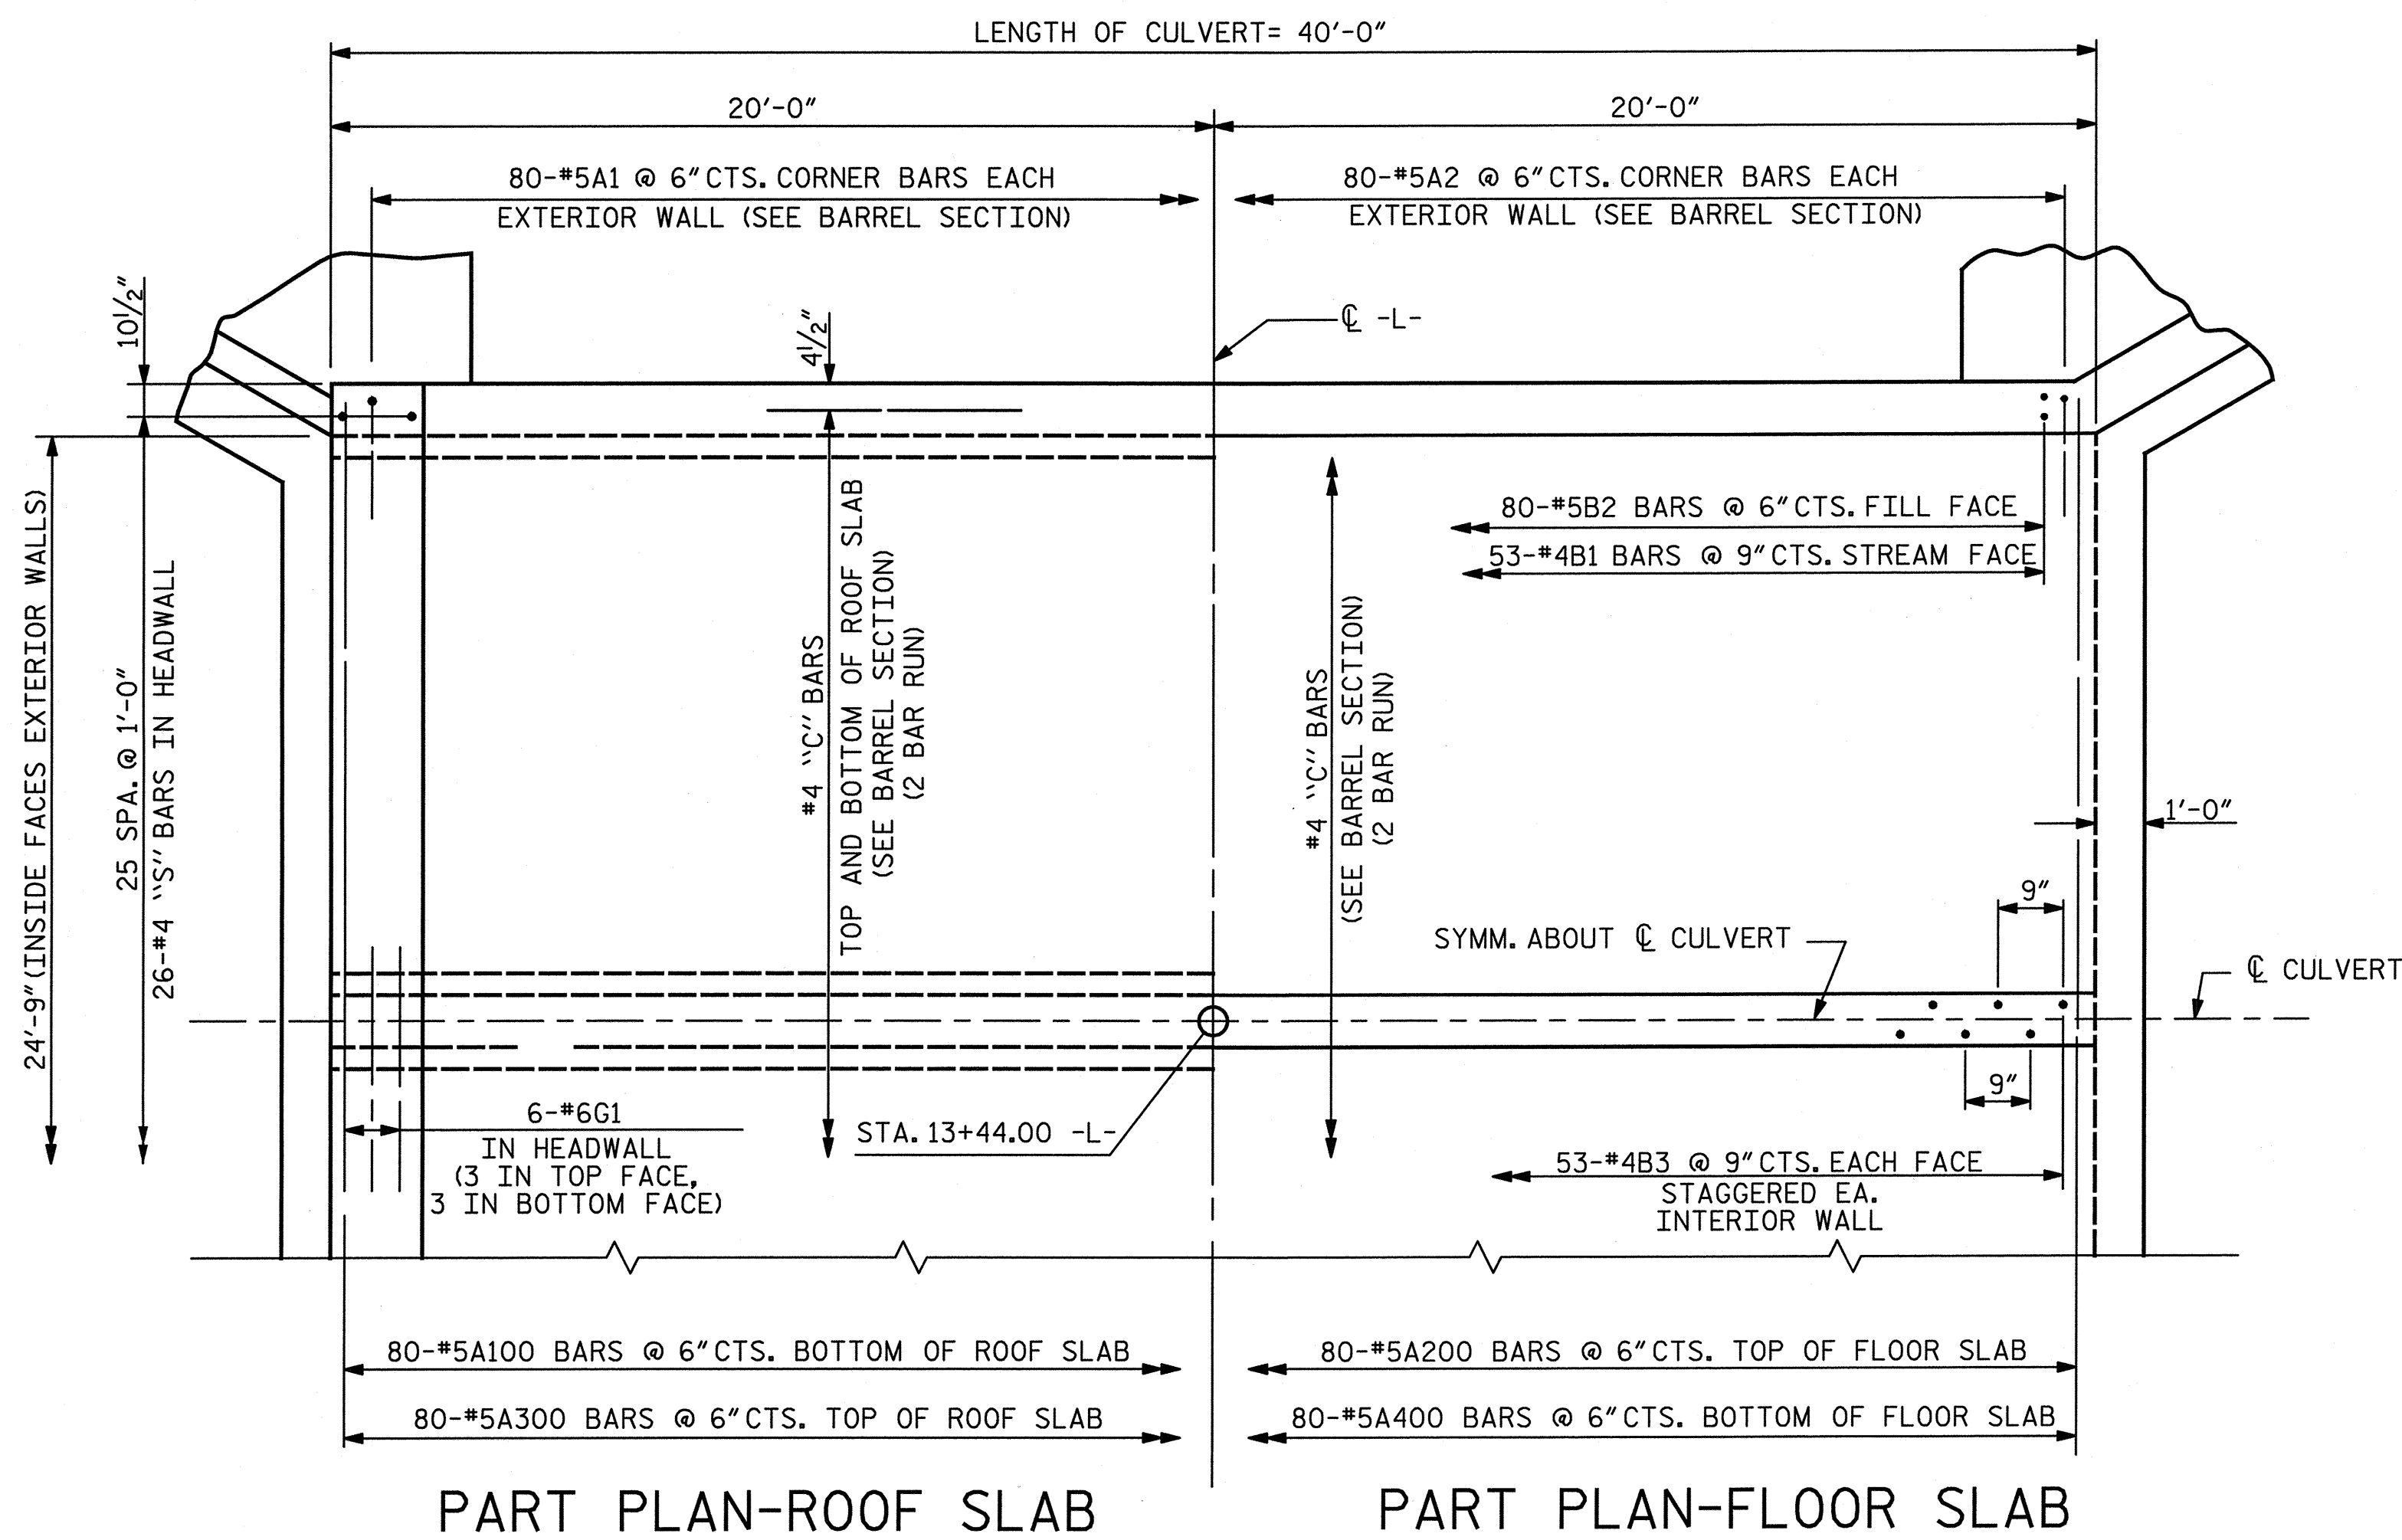 LENGTH OF CULVERT= 40'-0"
20'-0"
20'-0"
80-#5A1 @ 6" CTS. CORNER BARS EACH
EXTERIOR WALL (SEE BARREL SECTION)
80-#5A2 @ 6" CTS. CORNER BARS EACH
EXTERIOR WALL (SEE BARREL SECTION)
10½"
4½"
℄ -L-
80-#5B2 BARS @ 6" CTS. FILL FACE
53-#4B1 BARS @ 9" CTS. STREAM FACE
24'-9" (INSIDE FACES EXTERIOR WALLS)
25 SPA. @ 1'-0"
26-#4 "S" BARS IN HEADWALL
#4 "C" BARS
TOP AND BOTTOM OF ROOF SLAB
(SEE BARREL SECTION)
(2 BAR RUN)
#4 "C" BARS
(SEE BARREL SECTION)
(2 BAR RUN)
1'-0"
9"
SYMM. ABOUT ℄ CULVERT
℄ CULVERT
9"
6-#6G1
IN HEADWALL
(3 IN TOP FACE,
3 IN BOTTOM FACE)
STA. 13+44.00 -L-
53-#4B3 @ 9" CTS. EACH FACE
STAGGERED EA.
INTERIOR WALL
80-#5A100 BARS @ 6" CTS. BOTTOM OF ROOF SLAB
80-#5A200 BARS @ 6" CTS. TOP OF FLOOR SLAB
80-#5A300 BARS @ 6" CTS. TOP OF ROOF SLAB
80-#5A400 BARS @ 6" CTS. BOTTOM OF FLOOR SLAB
PART PLAN-ROOF SLAB
PART PLAN-FLOOR SLAB